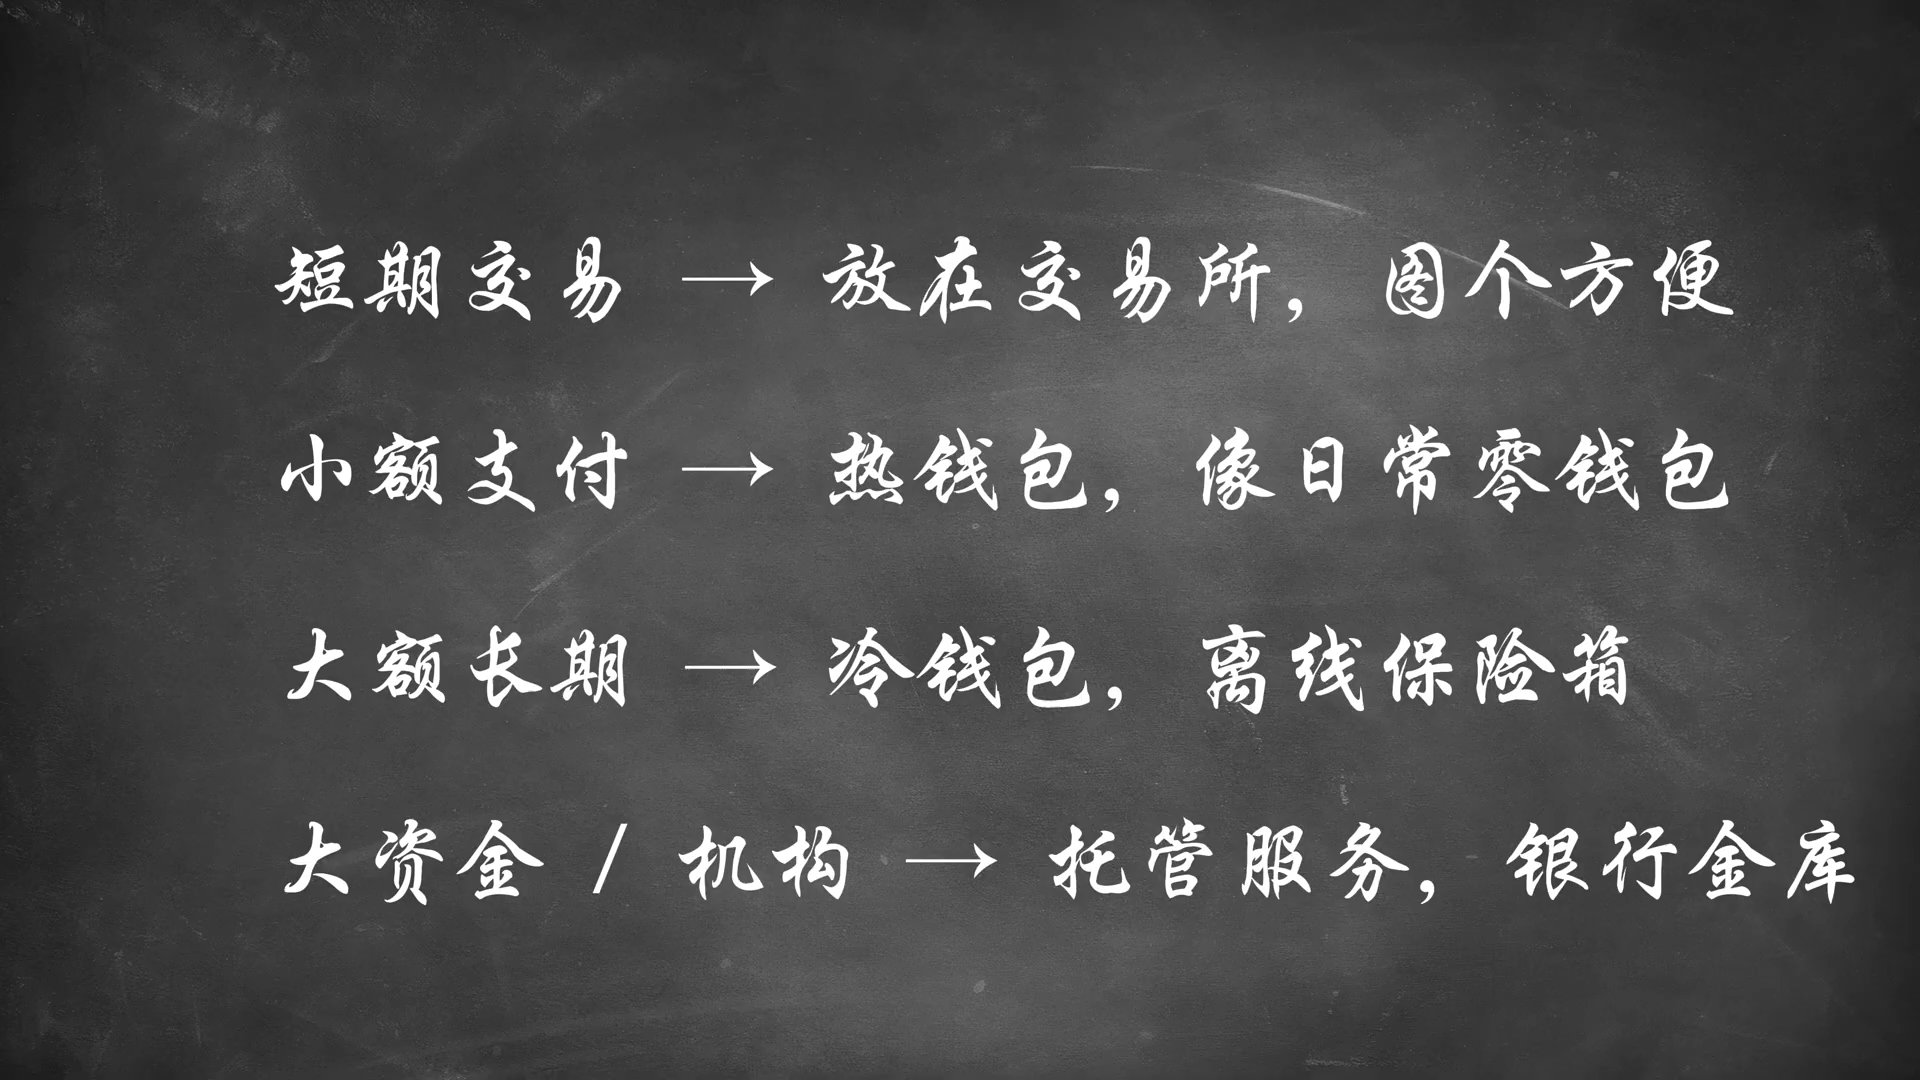 短期交易 → 放在交易所，图个方便
小额支付 → 热钱包，像日常零钱包
大额长期 → 冷钱包，离线保险箱
大资金 / 机构 → 托管服务，银行金库